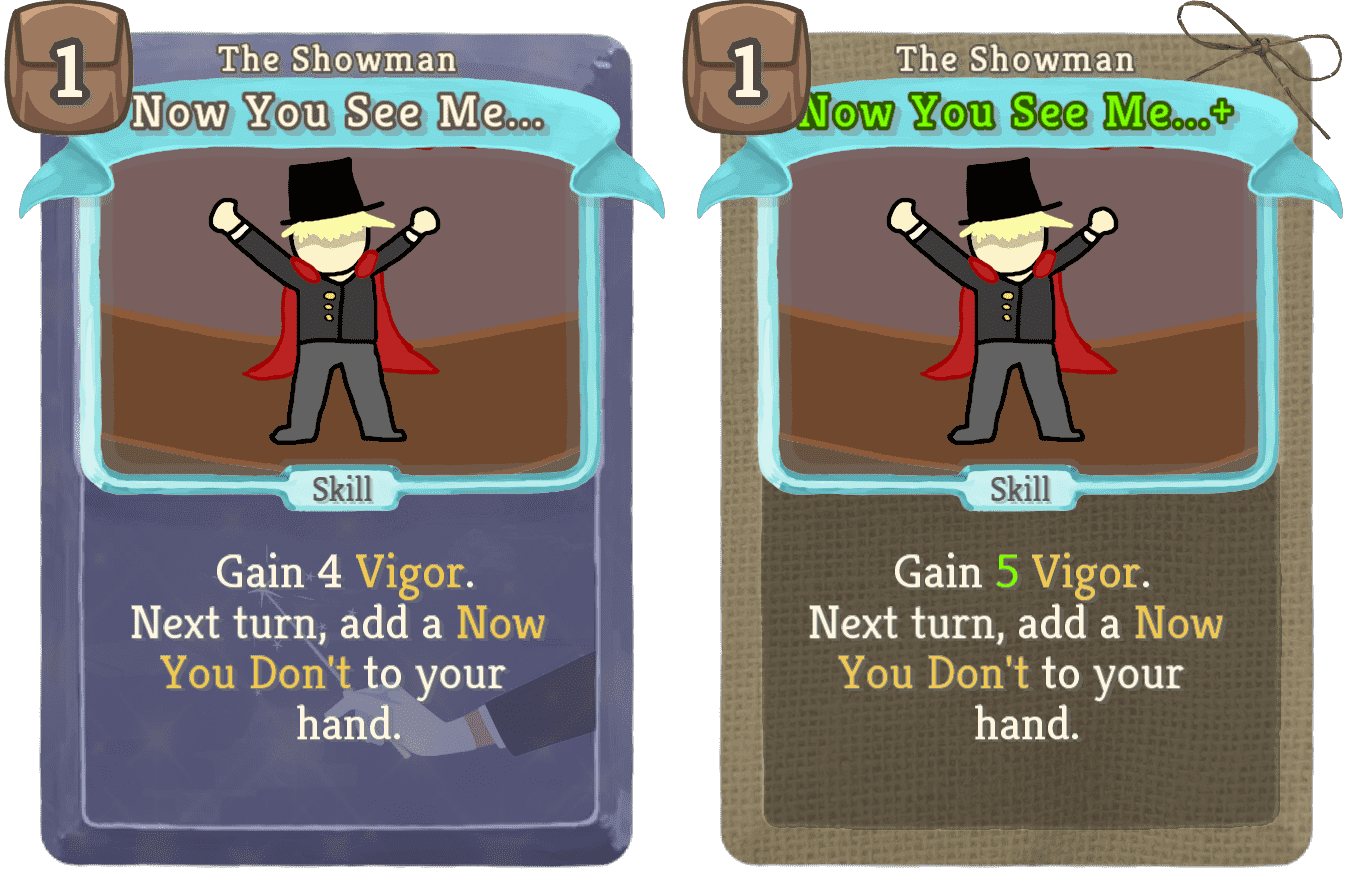 1
The Showman
Now You See Me...
Skill
Gain 4 Vigor.
Next turn, add a Now
You Don't to your
hand.
1
The Showman
Now You See Me...+
Skill
Gain 5 Vigor.
Next turn, add a Now
You Don't to your
hand.